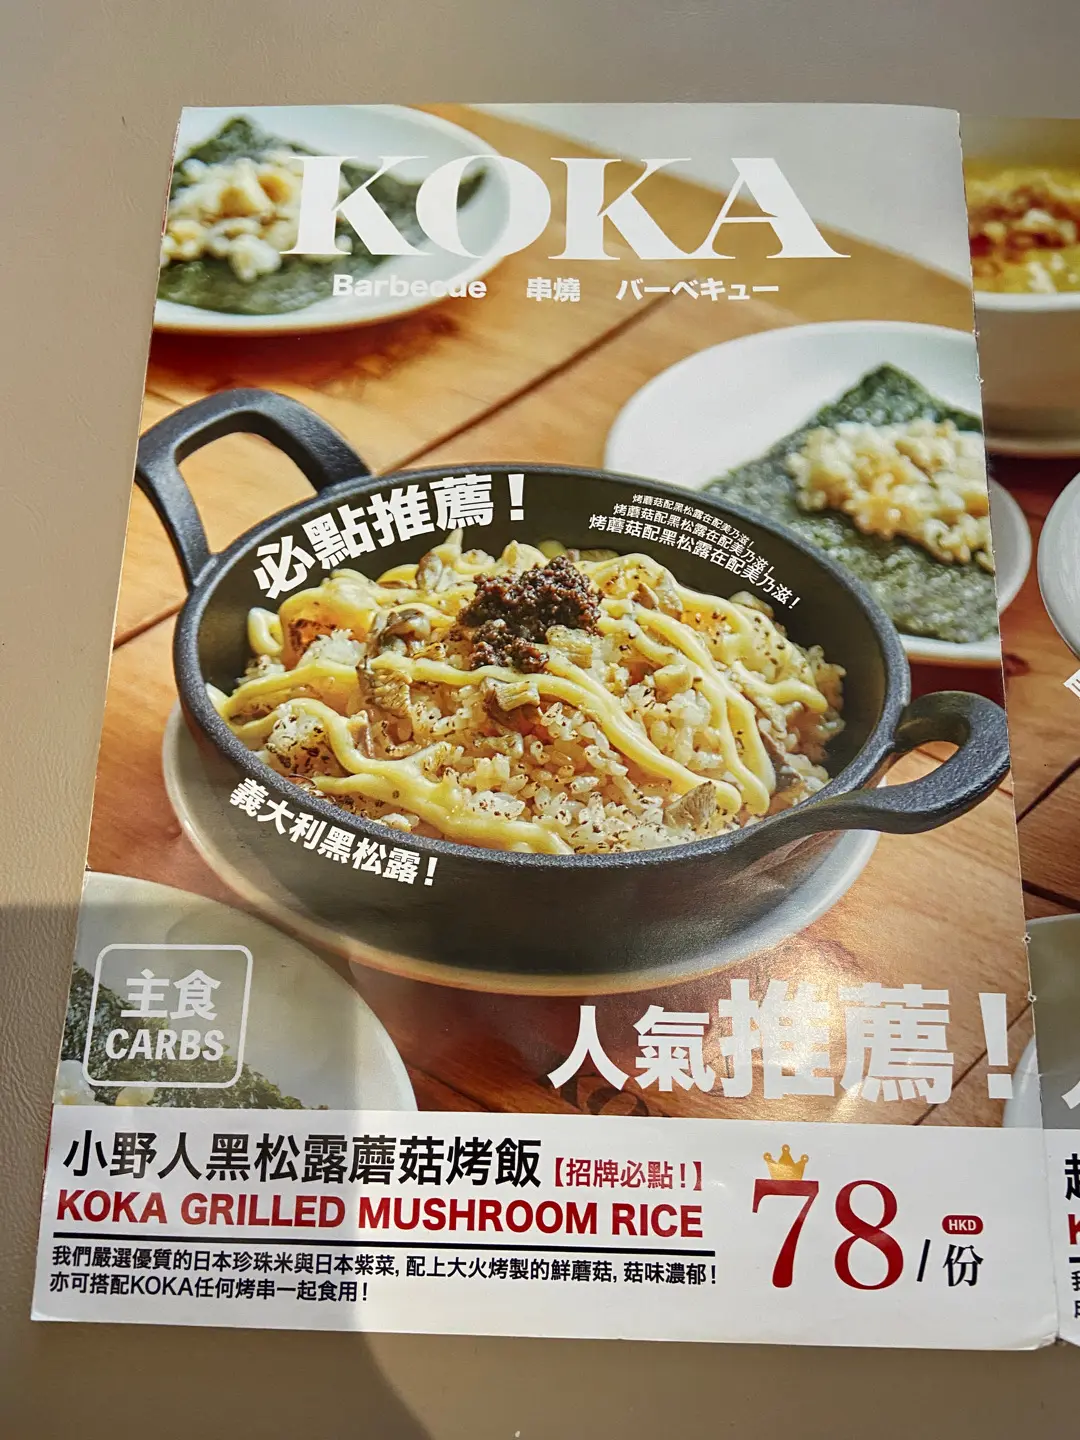 KOKA
Barbecue 串燒 バーベキュー
必點推薦！
烤蘑菇配黑松露在配美乃滋！
烤蘑菇配黑松露在配美乃滋！
烤蘑菇配黑松露在配美乃滋！
義大利黑松露！
主食
CARBS
人氣推薦！
小野人黑松露蘑菇烤飯【招牌必點！】
KOKA GRILLED MUSHROOM RICE
78/份 HKD
我們嚴選優質的日本珍珠米與日本紫菜, 配上大火烤製的鮮蘑菇, 菇味濃郁！
亦可搭配KOKA任何烤串一起食用！